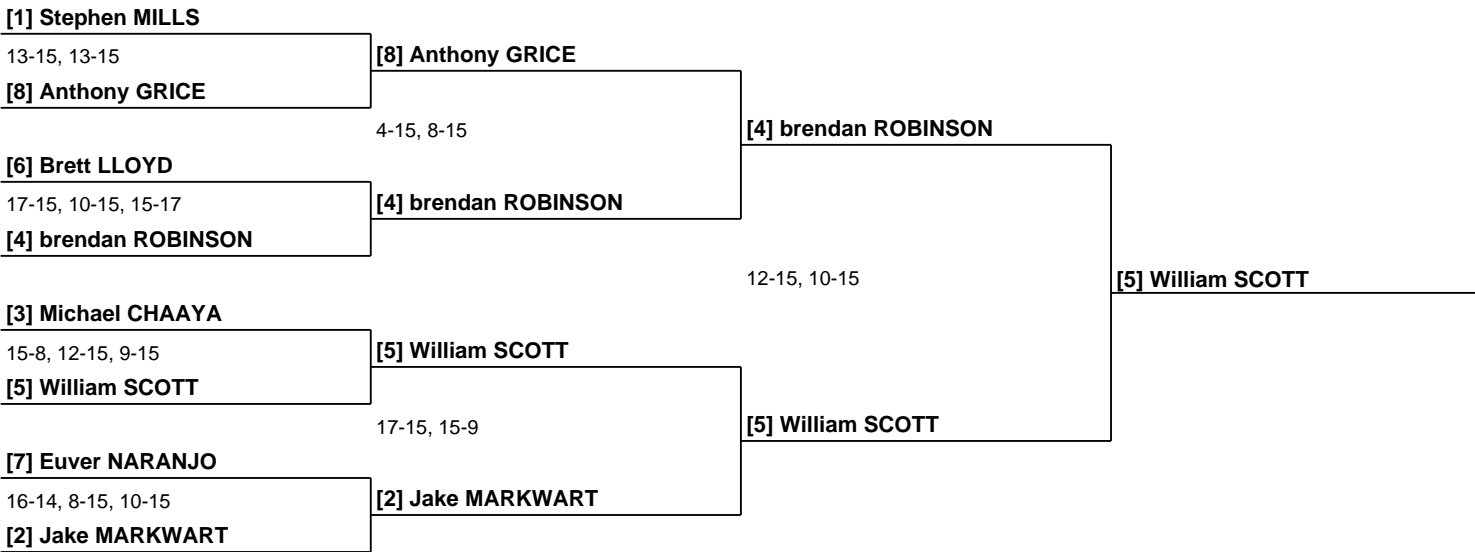 [1] Stephen MILLS
13-15, 13-15
[8] Anthony GRICE
[8] Anthony GRICE
4-15, 8-15
[4] brendan ROBINSON
[6] Brett LLOYD
17-15, 10-15, 15-17
[4] brendan ROBINSON
[4] brendan ROBINSON
12-15, 10-15
[5] William SCOTT
[3] Michael CHAAYA
15-8, 12-15, 9-15
[5] William SCOTT
[5] William SCOTT
17-15, 15-9
[5] William SCOTT
[7] Euver NARANJO
16-14, 8-15, 10-15
[2] Jake MARKWART
[2] Jake MARKWART